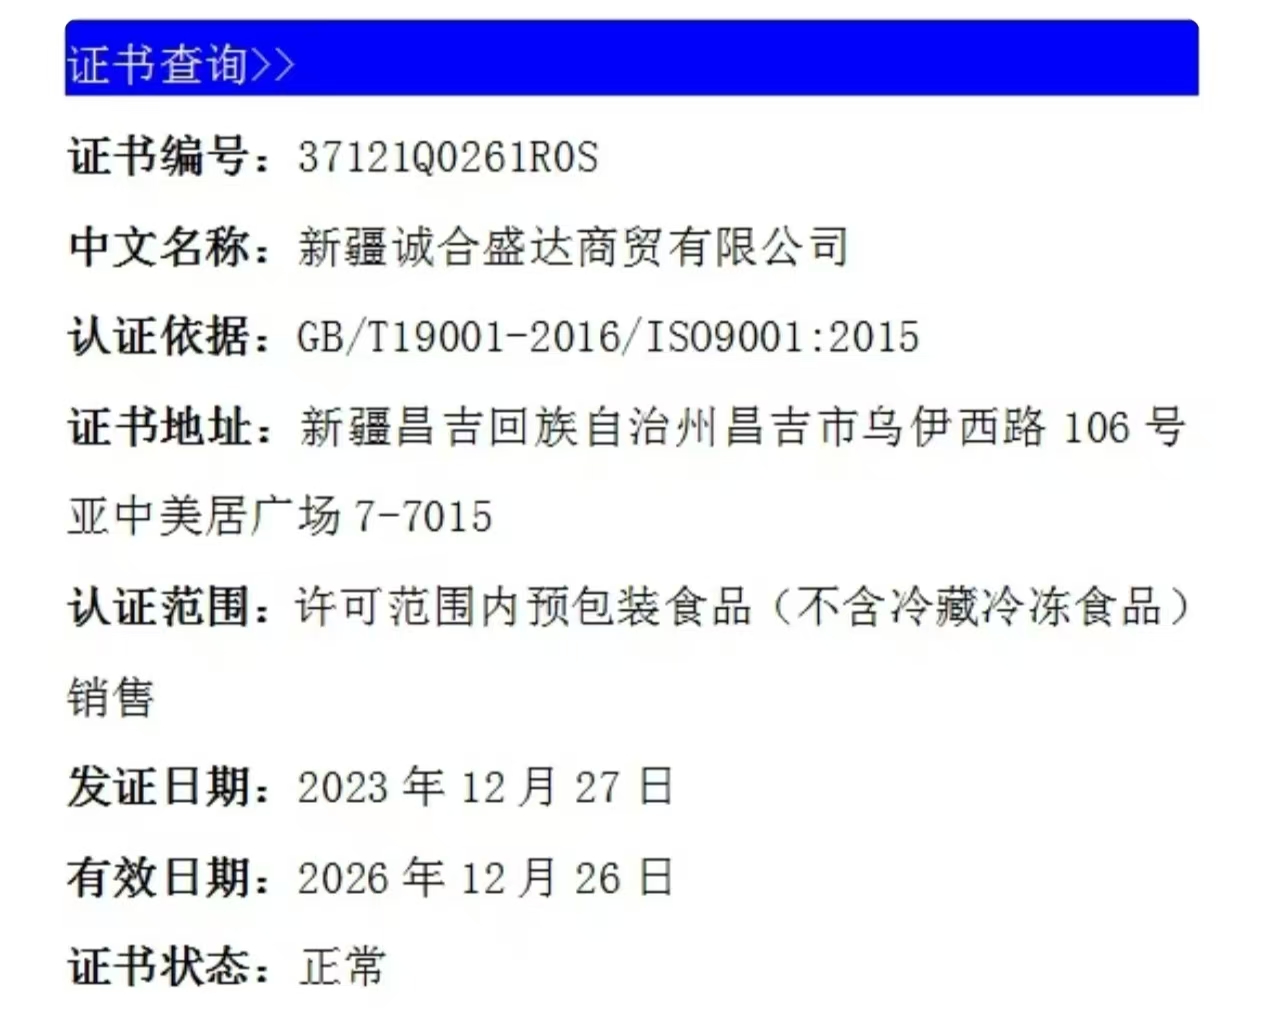 证书查询>>
证书编号：37121Q0261R0S
中文名称：新疆诚合盛达商贸有限公司
认证依据：GB/T19001-2016/ISO9001:2015
证书地址：新疆昌吉回族自治州昌吉市乌伊西路 106 号
亚中美居广场 7-7015
认证范围：许可范围内预包装食品（不含冷藏冷冻食品）
销售
发证日期：2023 年 12 月 27 日
有效日期：2026 年 12 月 26 日
证书状态：正常